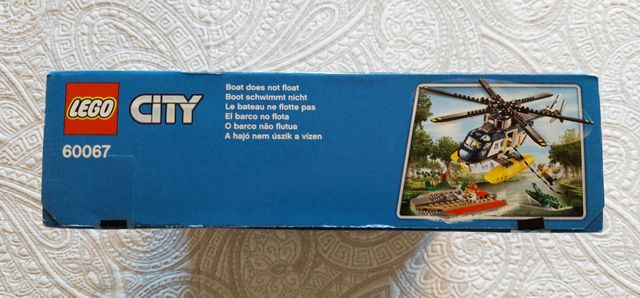 LEGO
CITY
60067
Boat does not float
Boot schwimmt nicht
Le bateau ne flotte pas
El barco no flota
O barco não flutua
A hajó nem úszik a vízen